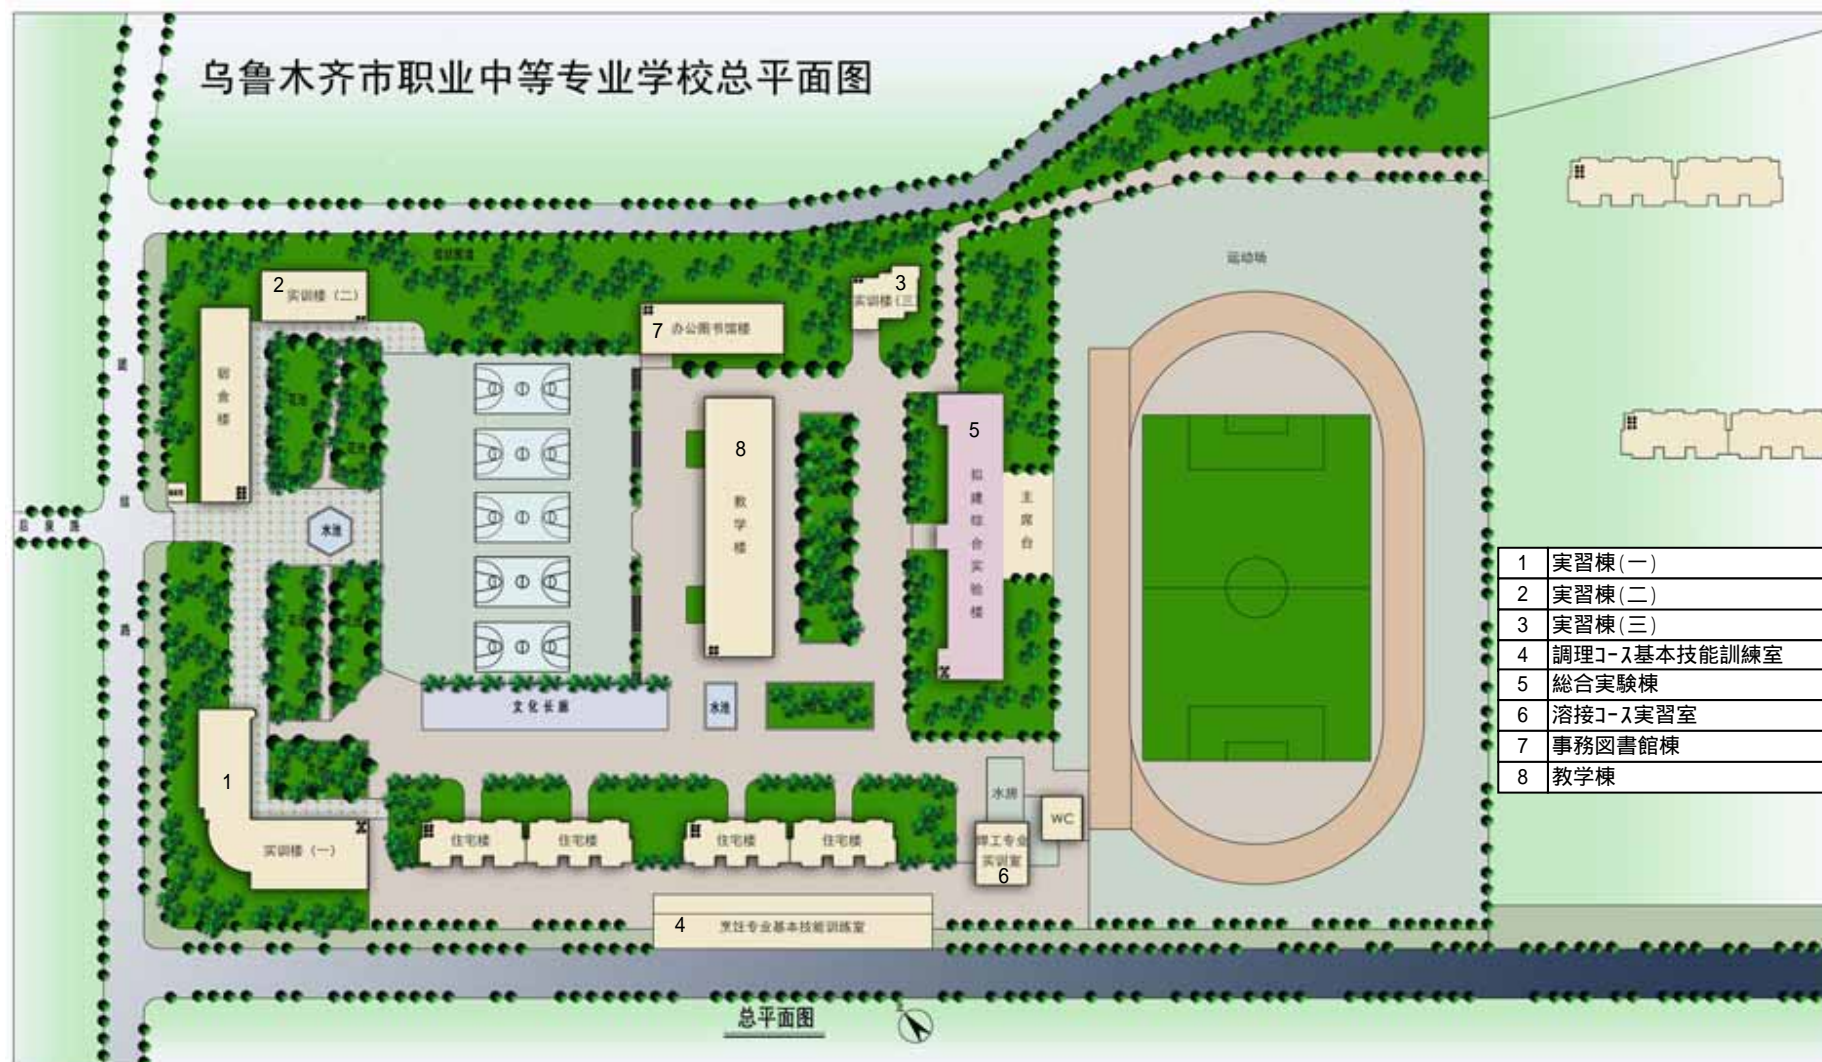 乌鲁木齐市职业中等专业学校总平面图
运动场
2
实训楼（二）
3
实训楼（三
7
办公图书馆楼
宿舍楼
花池
水池
8
教学楼
5
拟建综合实验楼
主席台
文化长廊
水池
1
实训楼（一）
住宅楼
住宅楼
住宅楼
住宅楼
水房
WC
焊工专业
实训室
6
4
烹饪专业基本技能训练室
总平面图
1 実習棟(一)
2 実習棟(二)
3 実習棟(三)
4 調理ｺｰｽ基本技能訓練室
5 総合実験棟
6 溶接ｺｰｽ実習室
7 事務図書館棟
8 教学棟